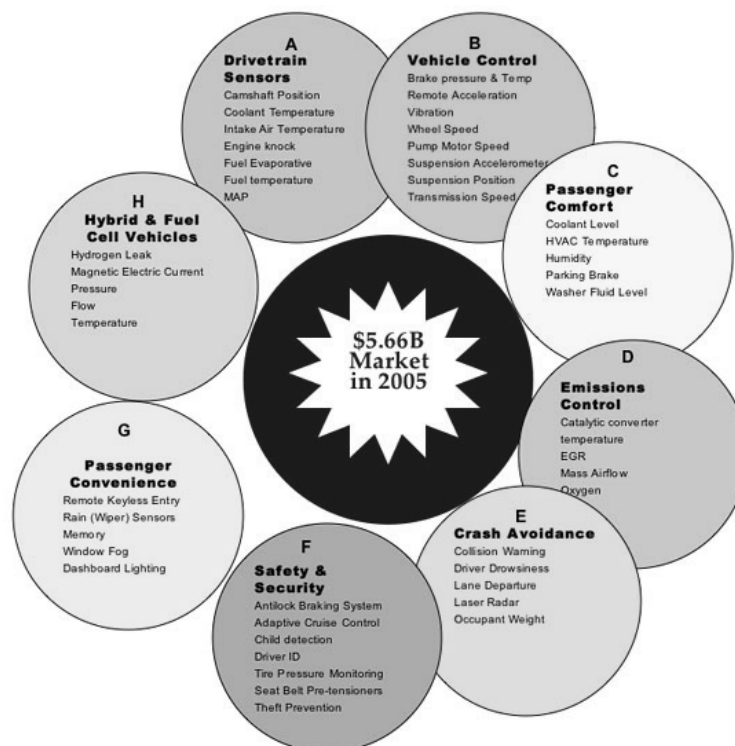 A
Drivetrain
Sensors
Camshaft Position
Coolant Temperature
Intake Air Temperature
Engine knock
Fuel Evaporative
Fuel temperature
MAP
B
Vehicle Control
Brake pressure & Temp
Remote Acceleration
Vibration
Wheel Speed
Pump Motor Speed
Suspension Accelerometer
Suspension Position
Transmission Speed
C
Passenger
Comfort
Coolant Level
HVAC Temperature
Humidity
Parking Brake
Washer Fluid Level
D
Emissions
Control
Catalytic converter
temperature
EGR
Mass Airflow
Oxygen
E
Crash Avoidance
Collision Warning
Driver Drowsiness
Lane Departure
Laser Radar
Occupant Weight
F
Safety &
Security
Antilock Braking System
Adaptive Cruise Control
Child detection
Driver ID
Tire Pressure Monitoring
Seat Belt Pre-tensioners
Theft Prevention
G
Passenger
Convenience
Remote Keyless Entry
Rain (Wiper) Sensors
Memory
Window Fog
Dashboard Lighting
H
Hybrid & Fuel
Cell Vehicles
Hydrogen Leak
Magnetic Electric Current
Pressure
Flow
Temperature
$5.66B
Market
in 2005